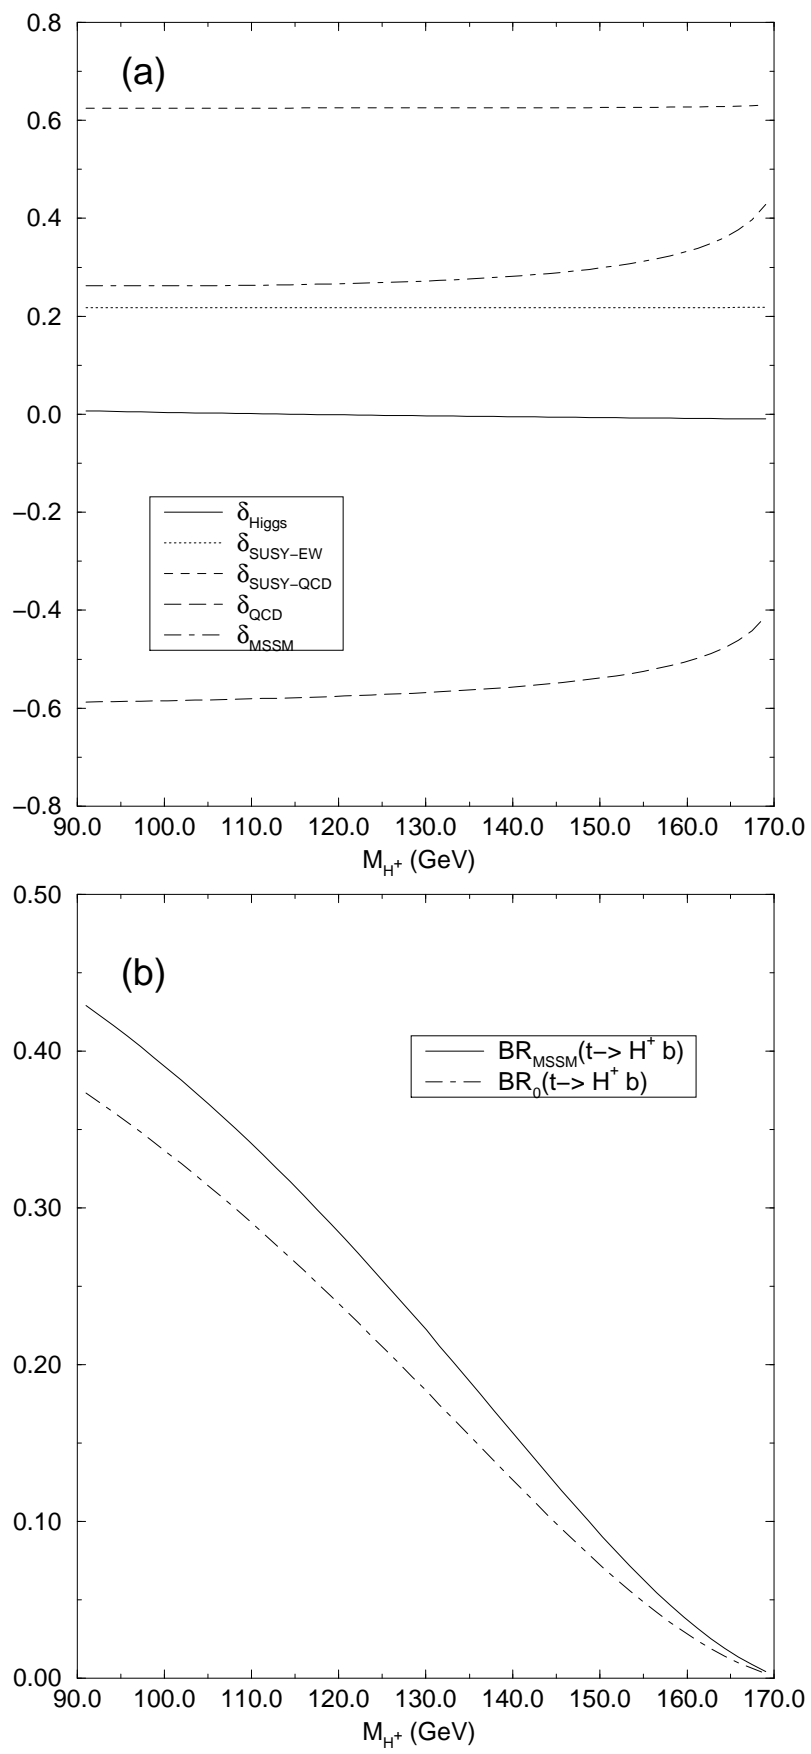 0.8
(a)
0.6
0.4
0.2
0.0
−0.2
−0.4
−0.6
−0.8
δHiggs
δSUSY−EW
δSUSY−QCD
δQCD
δMSSM
90.0 100.0 110.0 120.0 130.0 140.0 150.0 160.0 170.0
MH+ (GeV)
0.50
(b)
0.40
0.30
0.20
0.10
0.00
BRMSSM(t−> H+ b)
BR0(t−> H+ b)
90.0 100.0 110.0 120.0 130.0 140.0 150.0 160.0 170.0
MH+ (GeV)